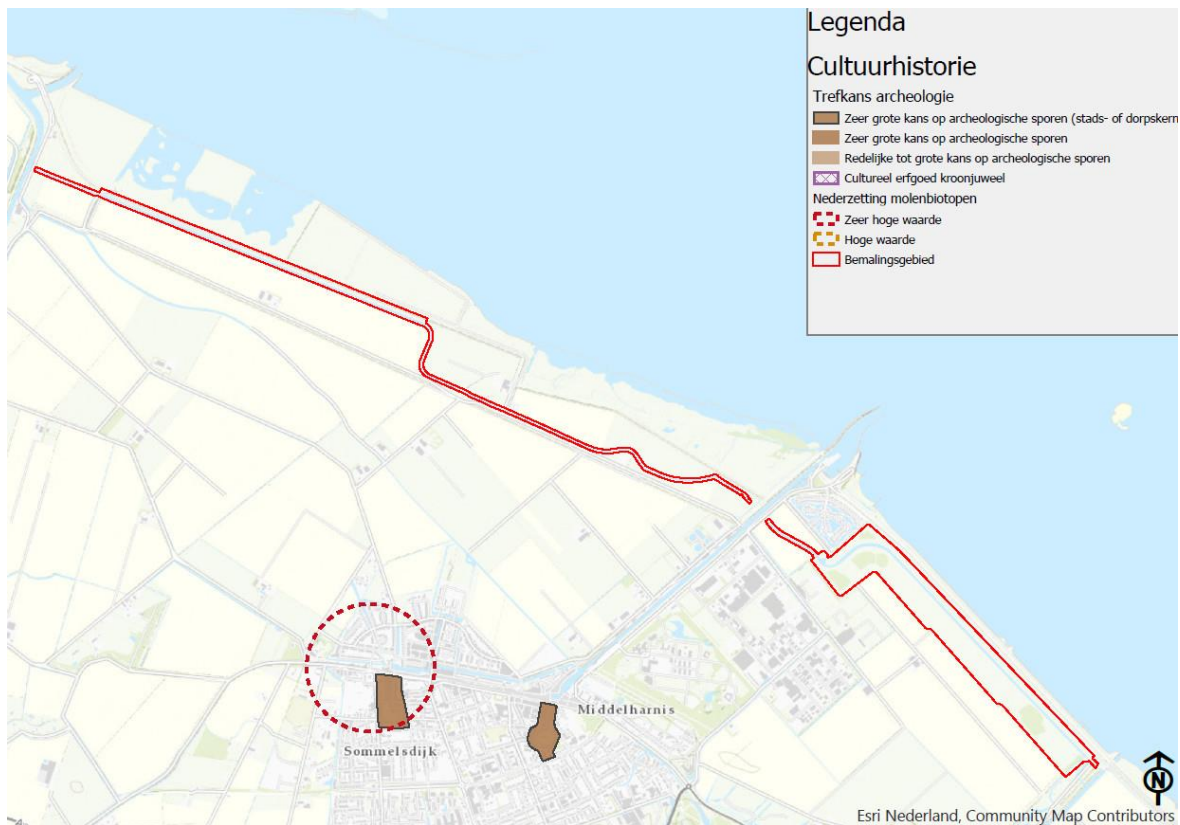 Legenda
Cultuurhistorie
Trefkans archeologie
Zeer grote kans op archeologische sporen (stads- of dorpskern
Zeer grote kans op archeologische sporen
Redelijke tot grote kans op archeologische sporen
Cultureel erfgoed kroonjuweel
Nederzetting molenbiotopen
Zeer hoge waarde
Hoge waarde
Bemalingsgebied
Middelharnis
Sommelsdijk
N
Esri Nederland, Community Map Contributors